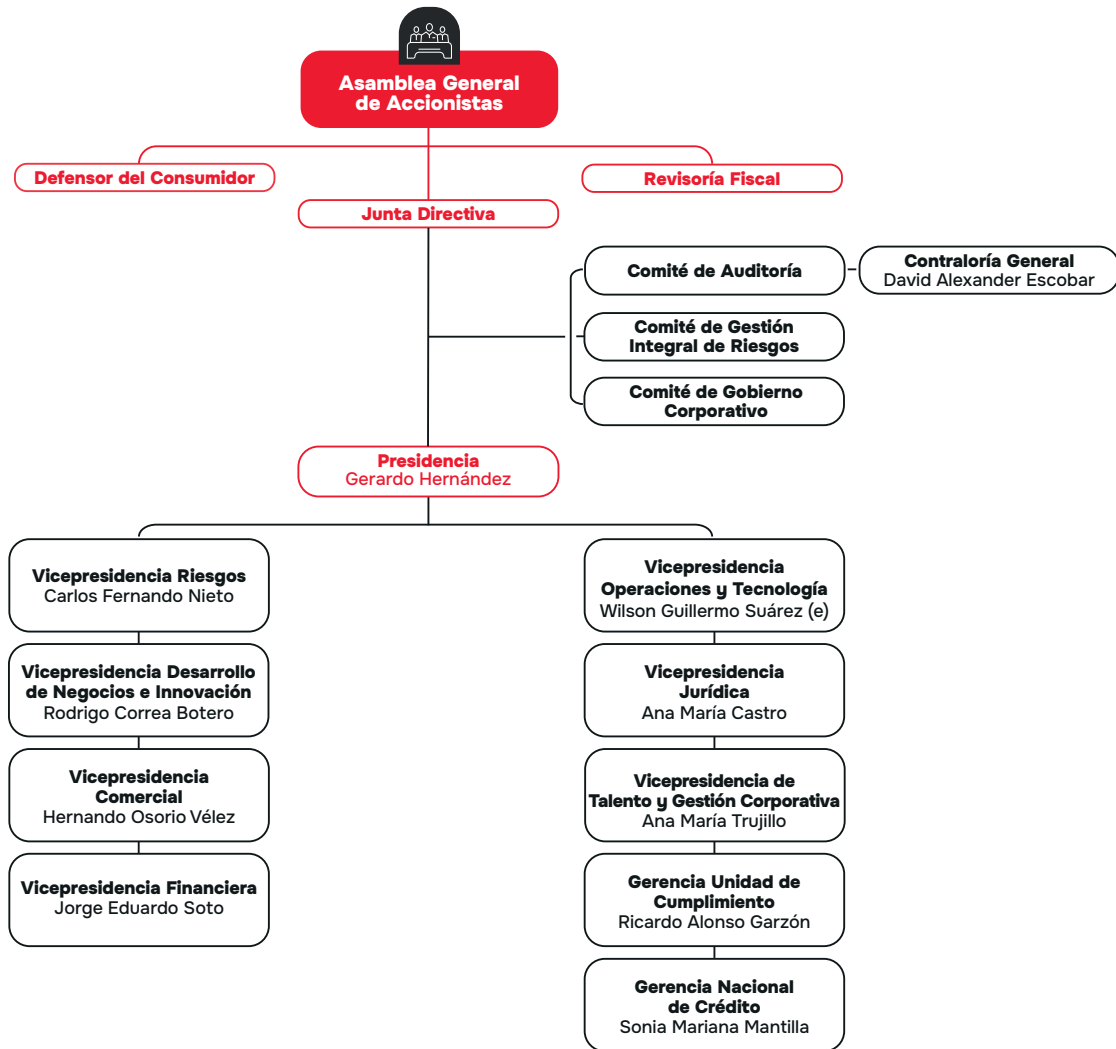 Asamblea General
de Accionistas
Defensor del Consumidor
Revisoría Fiscal
Junta Directiva
Comité de Auditoría
Contraloría General
David Alexander Escobar
Comité de Gestión
Integral de Riesgos
Comité de Gobierno
Corporativo
Presidencia
Gerardo Hernández
Vicepresidencia Riesgos
Carlos Fernando Nieto
Vicepresidencia Desarrollo
de Negocios e Innovación
Rodrigo Correa Botero
Vicepresidencia
Comercial
Hernando Osorio Vélez
Vicepresidencia Financiera
Jorge Eduardo Soto
Vicepresidencia
Operaciones y Tecnología
Wilson Guillermo Suárez (e)
Vicepresidencia
Jurídica
Ana María Castro
Vicepresidencia de
Talento y Gestión Corporativa
Ana María Trujillo
Gerencia Unidad de
Cumplimiento
Ricardo Alonso Garzón
Gerencia Nacional
de Crédito
Sonia Mariana Mantilla